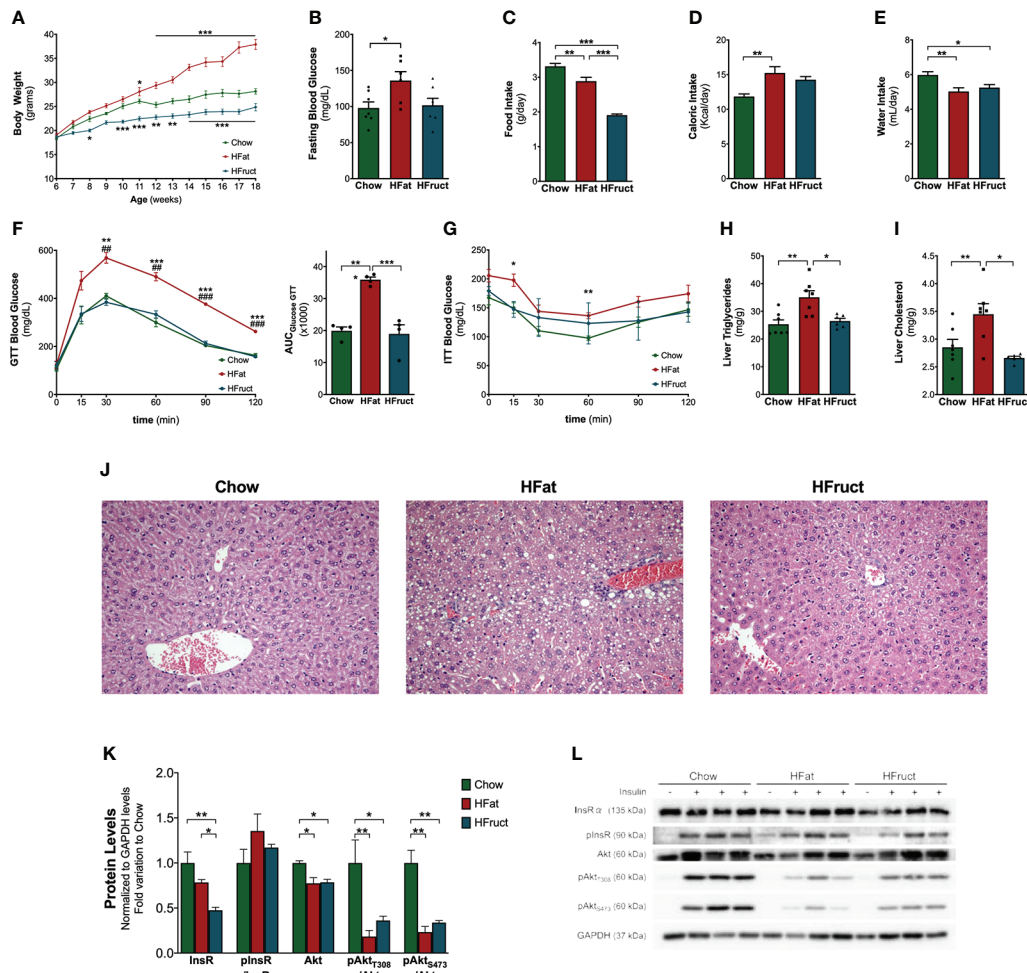 A
Body Weight
grams)
40
35
30
25
20
15
10
6 7 8 9 10 11 12 13 14 15 16 17 18
Age (weeks)
***
*
* *** *** ** ** ***
Chow
HFat
HFruct
B
Fasting Blood Glucose
(mg/dL)
200
150
100
50
0
*
Chow HFat HFruct
C
Food Intake
(g/day)
4
3
2
1
0
***
** ***
Chow HFat HFruct
D
Caloric Intake
(Kcal/day)
20
15
10
5
0
**
Chow HFat HFruct
E
Water Intake
(mL/day)
8
6
4
2
0
*
**
Chow HFat HFruct
F
GTT Blood Glucose
(mg/dL)
600
400
200
0
0 15 30 60 90 120
time (min)
**
##
***
##
***
###
***
###
Chow
HFat
HFruct
AUC Glucose GTT
(x1000)
40
20
0
** ***
*
Chow HFat HFruct
G
ITT Blood Glucose
(mg/dL)
250
200
150
100
50
0
0 15 30 60 90 120
time (min)
*
**
Chow
HFat
HFruct
H
Liver Triglycerides
(mg/g)
60
40
20
0
** *
Chow HFat HFruct
I
Liver Cholesterol
(mg/g)
4.5
4.0
3.5
3.0
2.5
2.0
** *
Chow HFat HFruc
J
Chow HFat HFruct
K
Protein Levels
Normalized to GAPDH levels
Fold variation to Chow
2.0
1.5
1.0
0.5
0.0
**
*
*
*
*
**
**
**
Chow
HFat
HFruct
InsR pInsR Akt pAktT308 pAktS473
L
Chow HFat HFruct
Insulin - + + + - + + + - + + +
InsR α (135 kDa)
pInsR (90 kDa)
Akt (60 kDa)
pAktT308 (60 kDa)
pAktS473 (60 kDa)
GAPDH (37 kDa)